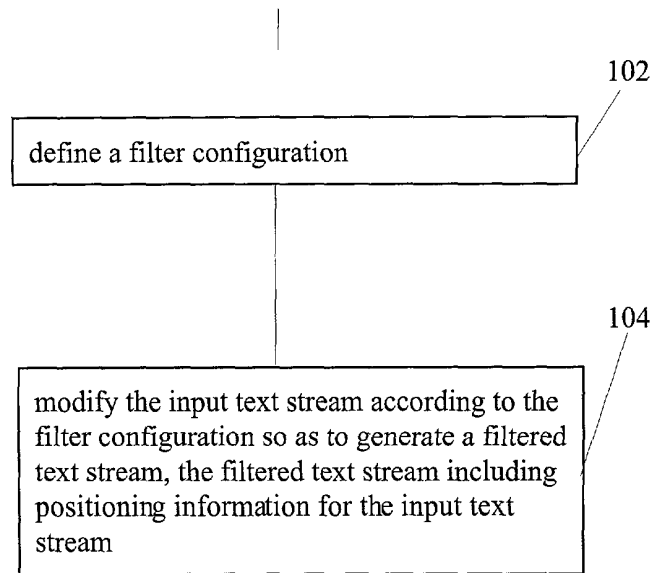 102
define a filter configuration
104
modify the input text stream according to the
filter configuration so as to generate a filtered
text stream, the filtered text stream including
positioning information for the input text
stream